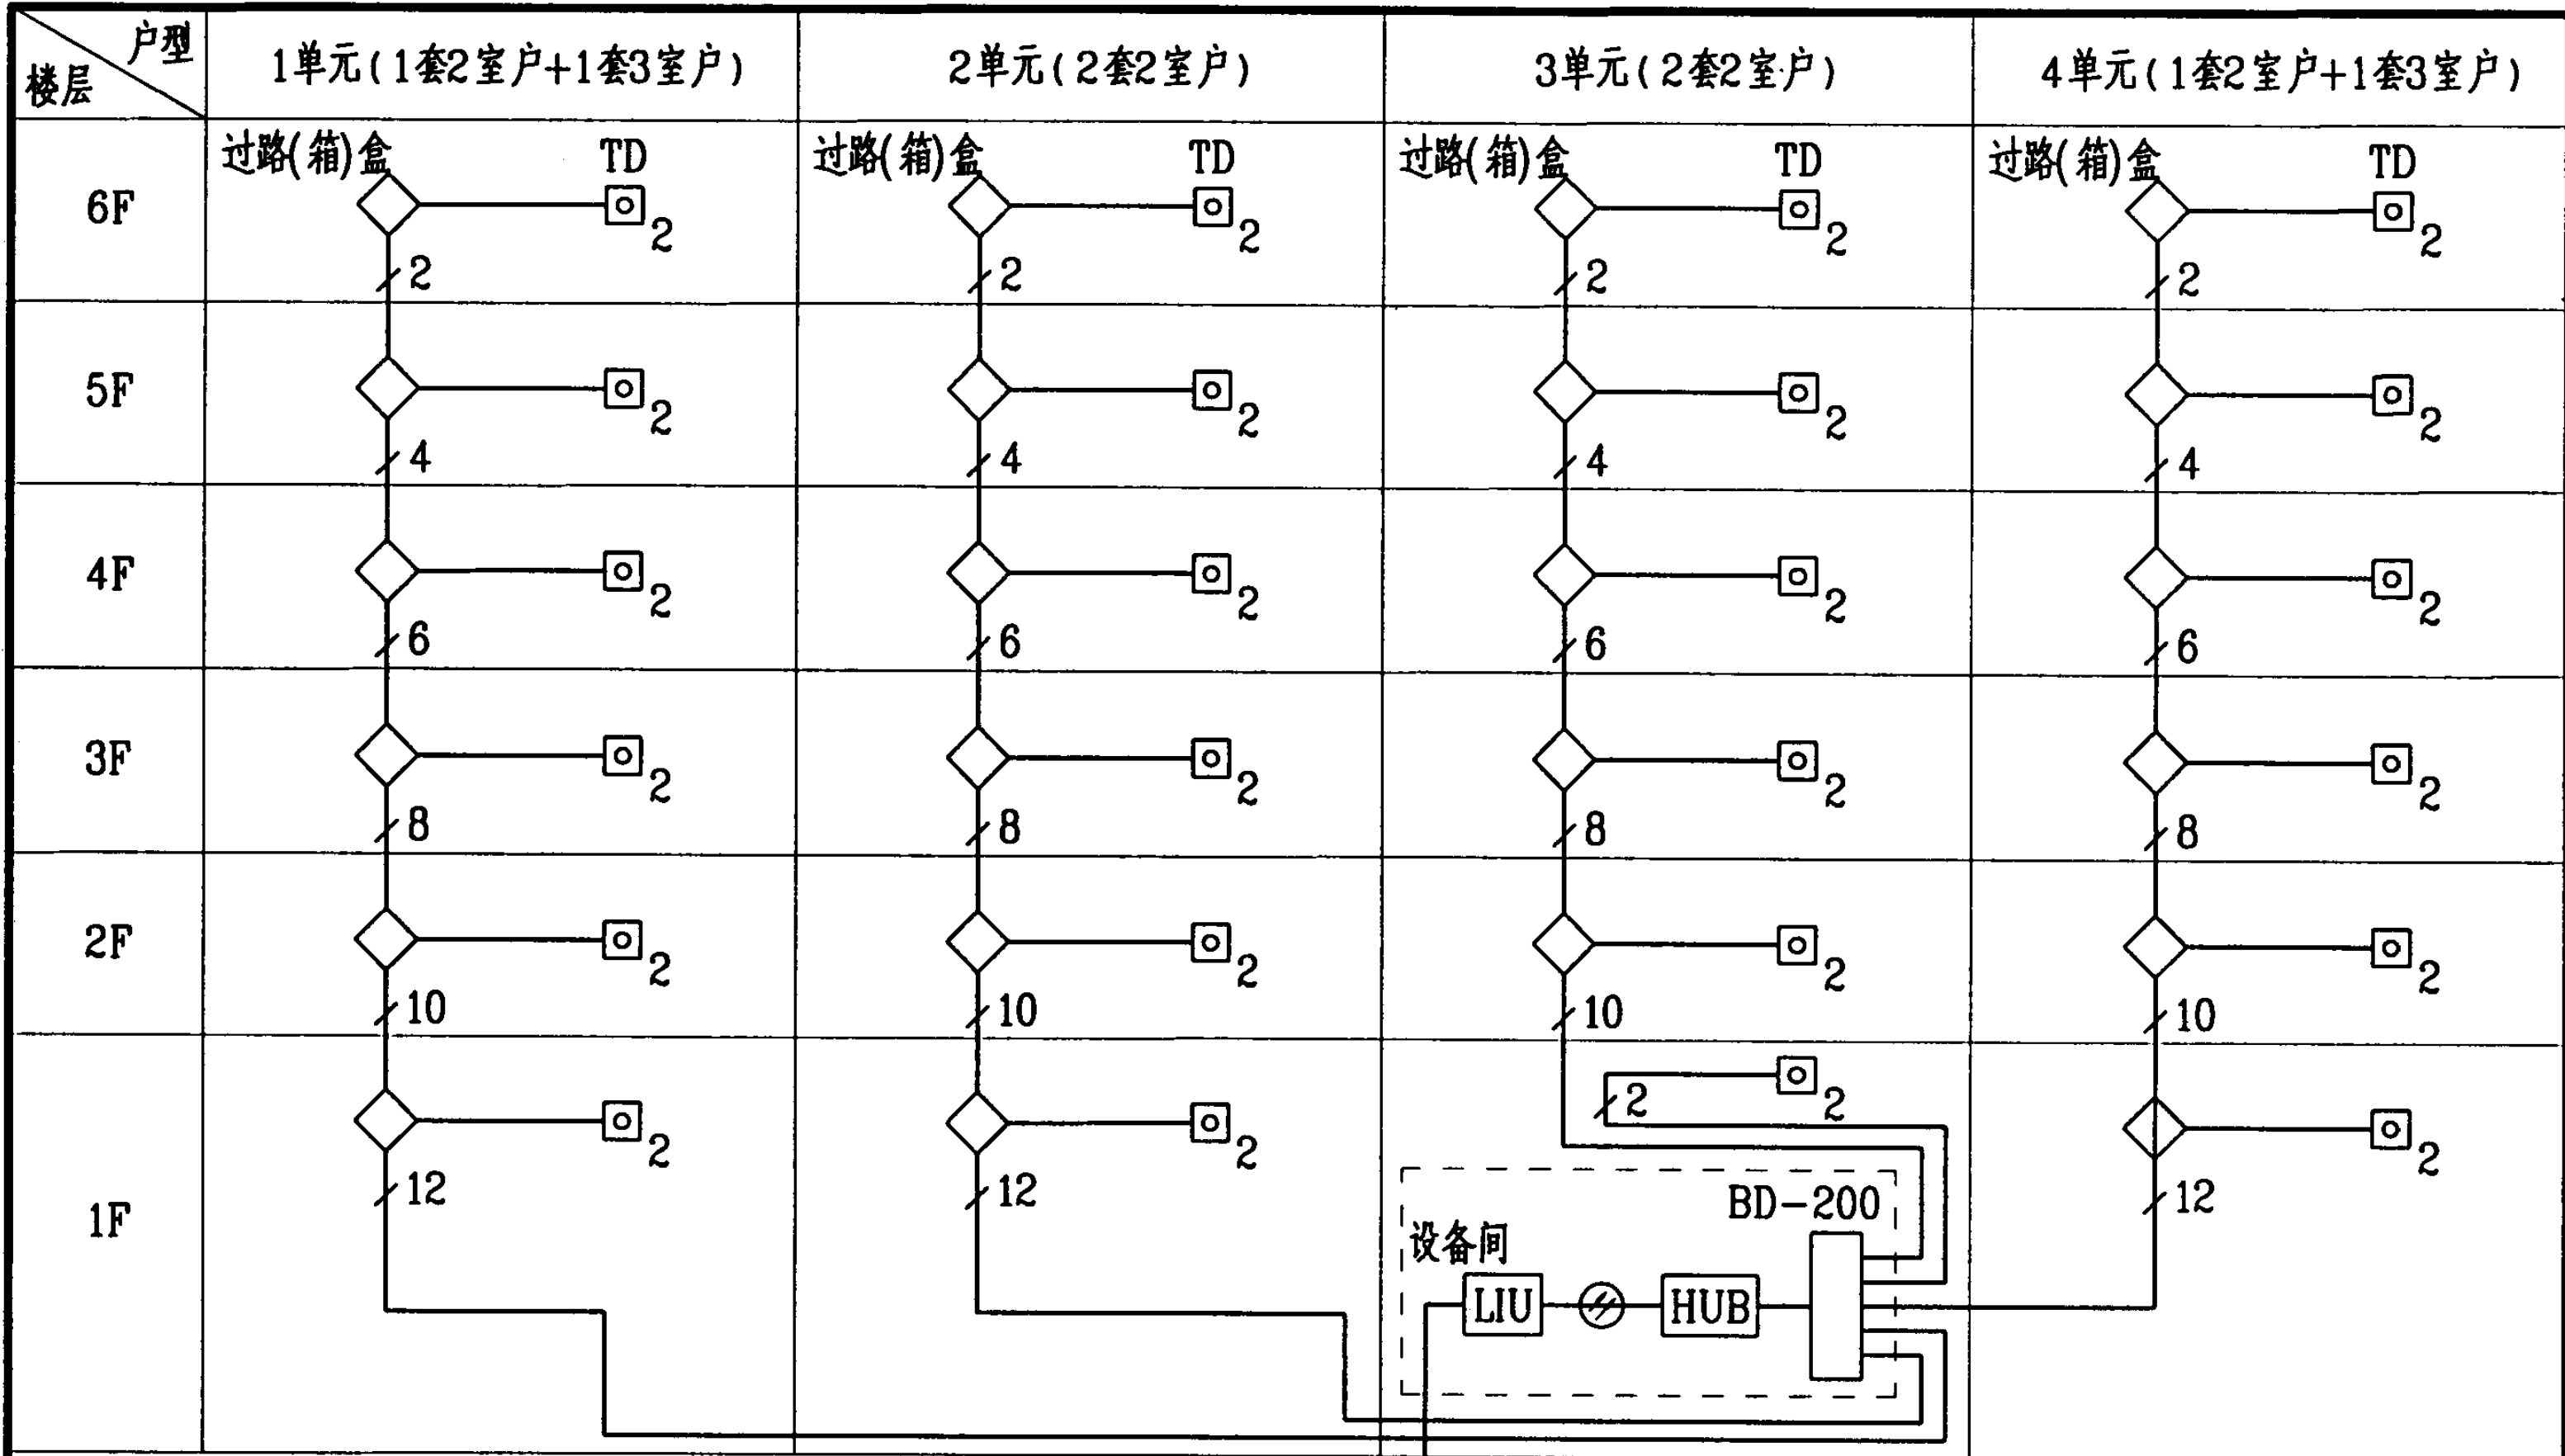 户型
楼层
1单元(1套2室户+1套3室户)
2单元(2套2室户)
3单元(2套2室户)
4单元(1套2室户+1套3室户)
过路(箱)盒 TD 过路(箱)盒 TD 过路(箱)盒 TD 过路(箱)盒 TD
6F 2 2 2 2
2 2 2 2
5F 2 2 2 2
4 4 4 4
4F 2 2 2 2
6 6 6 6
3F 2 2 2 2
8 8 8 8
2F 2 2 2 2
10 10 10 10
2 2
2 2 2
12 12 BD-200 12
1F 设备间
LIU HUB